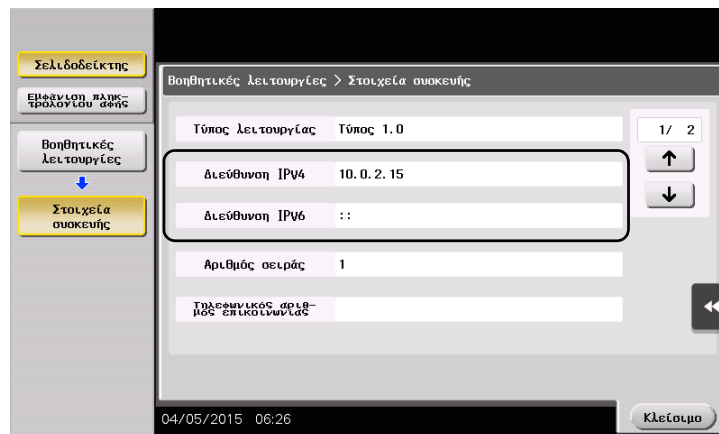 Σελιδοδείκτης
Εμφάνιση πληκ-
τρολογίου αφής
Βοηθητικές
λειτουργίες
Στοιχεία
συσκευής
Βοηθητικές λειτουργίες > Στοιχεία συσκευής
Τύπος λειτουργίας Τύπος 1.0
1/ 2
Διεύθυνση IPv4 10.0.2.15
Διεύθυνση IPv6 ::
Αριθμός σειράς 1
Τηλεφωνικός αριθ-
μός επικοινωνίας
04/05/2015 06:26
Κλείσιμο